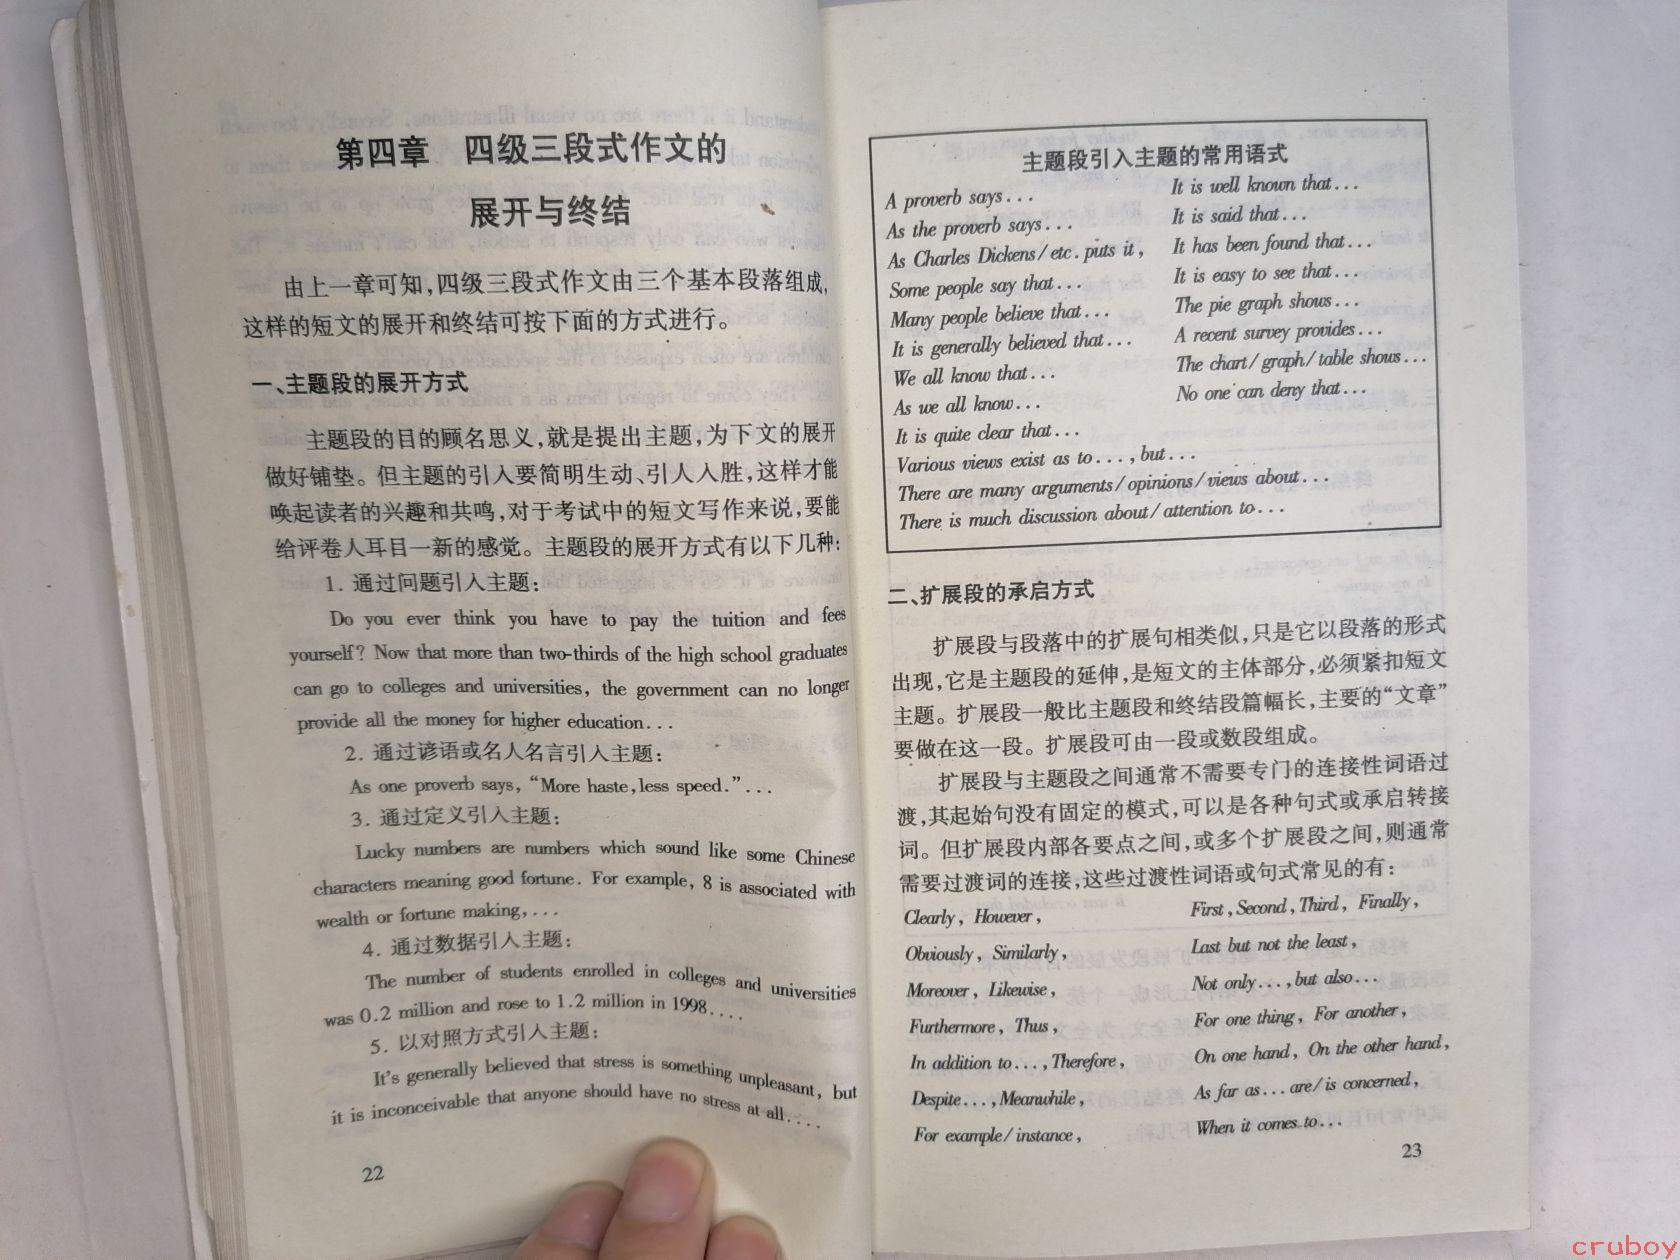 第四章 四级三段式作文的
展开与终结
由上一章可知,四级三段式作文由三个基本段落组成,
这样的短文的展开和终结可按下面的方式进行。
一、主题段的展开方式
主题段的目的顾名思义,就是提出主题,为下文的展开
做好铺垫。但主题的引入要简明生动、引人入胜,这样才能
唤起读者的兴趣和共鸣,对于考试中的短文写作来说,要能
给评卷人耳目一新的感觉。主题段的展开方式有以下几种:
1. 通过问题引入主题:
Do you ever think you have to pay the tuition and fees
yourself? Now that more than two-thirds of the high school graduates
can go to colleges and universities, the government can no longer
provide all the money for higher education...
2. 通过谚语或名人名言引入主题:
As one proverb says, “More haste, less speed.”...
3. 通过定义引入主题:
Lucky numbers are numbers which sound like some Chinese
characters meaning good fortune. For example, 8 is associated with
wealth or fortune making,...
4. 通过数据引入主题:
The number of students enrolled in colleges and universities
was 0.2 million and rose to 1.2 million in 1998....
5. 以对照方式引入主题:
It's generally believed that stress is something unpleasant, but
it is inconceivable that anyone should have no stress at all....
22
主题段引入主题的常用语式
A proverb says...
As the proverb says...
As Charles Dickens/etc. puts it,
Some people say that...
Many people believe that...
It is generally believed that...
We all know that...
As we all know...
It is quite clear that...
Various views exist as to..., but...
There are many arguments/opinions/views about...
There is much discussion about/attention to...
It is well known that...
It is said that...
It has been found that...
It is easy to see that...
The pie graph shows...
A recent survey provides...
The chart/graph/table shows...
No one can deny that...
二、扩展段的承启方式
扩展段与段落中的扩展句相类似,只是它以段落的形式
出现,它是主题段的延伸,是短文的主体部分,必须紧扣短文
主题。扩展段一般比主题段和终结段篇幅长,主要的“文章”
要做在这一段。扩展段可由一段或数段组成。
扩展段与主题段之间通常不需要专门的连接性词语过
渡,其起始句没有固定的模式,可以是各种句式或承启转接
词。但扩展段内部各要点之间,或多个扩展段之间,则通常
需要过渡词的连接,这些过渡性词语或句式常见的有:
Clearly, However,
Obviously, Similarly,
Moreover, Likewise,
Furthermore, Thus,
In addition to..., Therefore,
Despite..., Meanwhile,
For example/instance,
First, Second, Third, Finally,
Last but not the least,
Not only..., but also...
For one thing, For another,
On one hand, On the other hand,
As far as...are/is concerned,
When it comes to...
23
cruboy